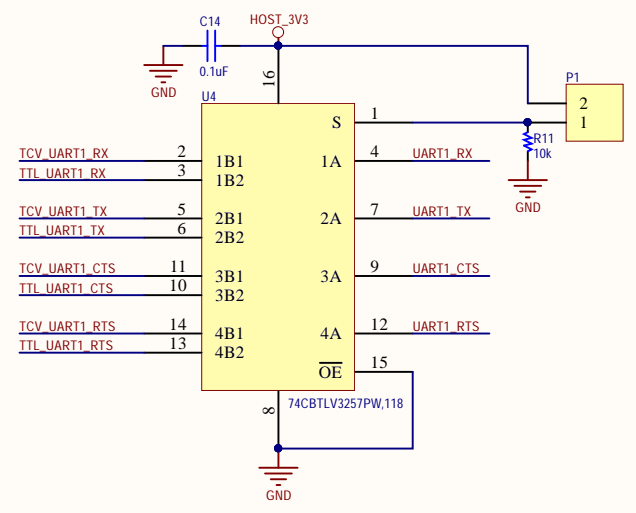 C14
HOST_3V3
0.1uF
GND
16
U4
P1
2
1
S
1
R11
10k
GND
TCV_UART1_RX
2
1B1
1A
4
UART1_RX
TTL_UART1_RX
3
1B2
TCV_UART1_TX
5
2B1
2A
7
UART1_TX
TTL_UART1_TX
6
2B2
TCV_UART1_CTS
11
3B1
3A
9
UART1_CTS
TTL_UART1_CTS
10
3B2
TCV_UART1_RTS
14
4B1
4A
12
UART1_RTS
TTL_UART1_RTS
13
4B2
OE
15
8
74CBTLV3257PW,118
GND